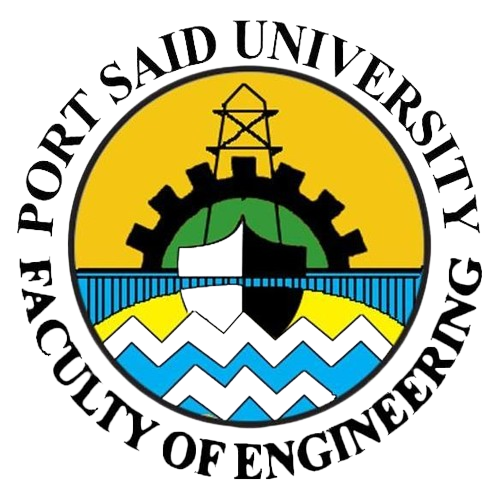 PORT SAID UNIVERSITY
FACULTY OF ENGINEERING